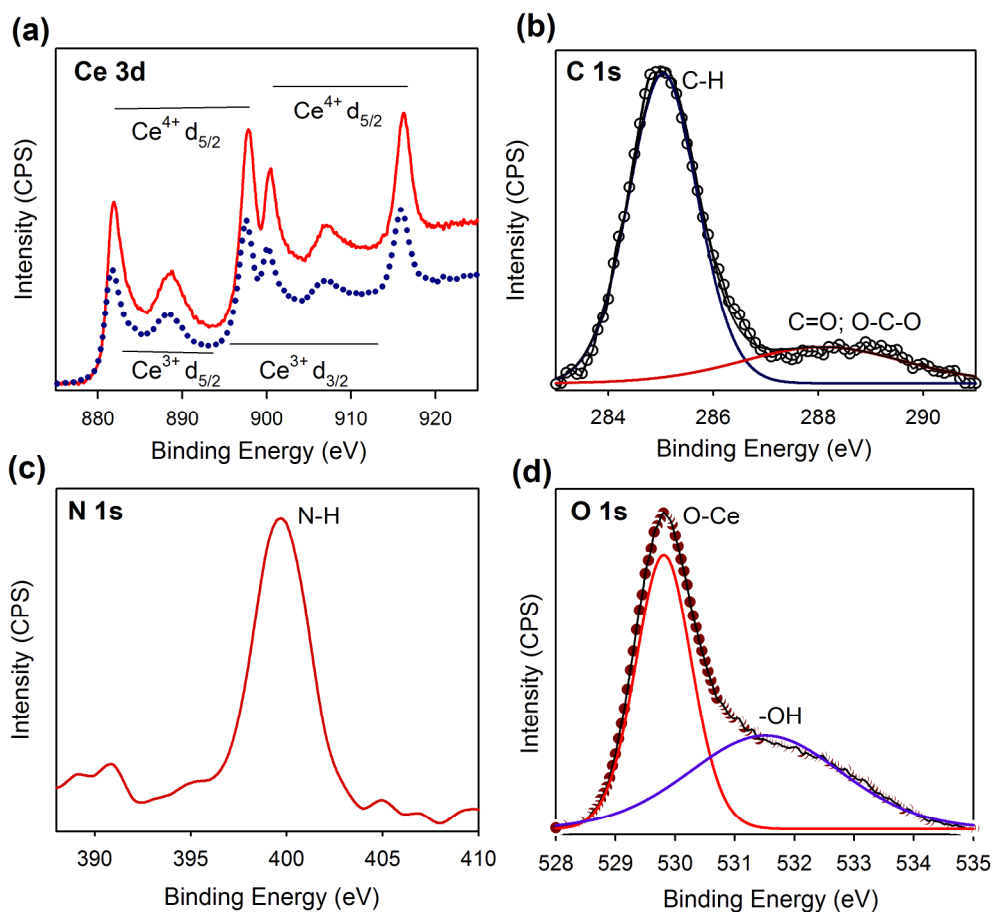 (a)
Ce 3d
Ce⁴⁺ d₅/₂
Ce⁴⁺ d₅/₂
Ce³⁺ d₅/₂
Ce³⁺ d₃/₂
Intensity (CPS)
880 890 900 910 920
Binding Energy (eV)
(b)
C 1s
C-H
C=O; O-C-O
Intensity (CPS)
284 286 288 290
Binding Energy (eV)
(c)
N 1s
N-H
Intensity (CPS)
390 395 400 405 410
Binding Energy (eV)
(d)
O 1s
O-Ce
-OH
Intensity (CPS)
528 529 530 531 532 533 534 535
Binding Energy (eV)